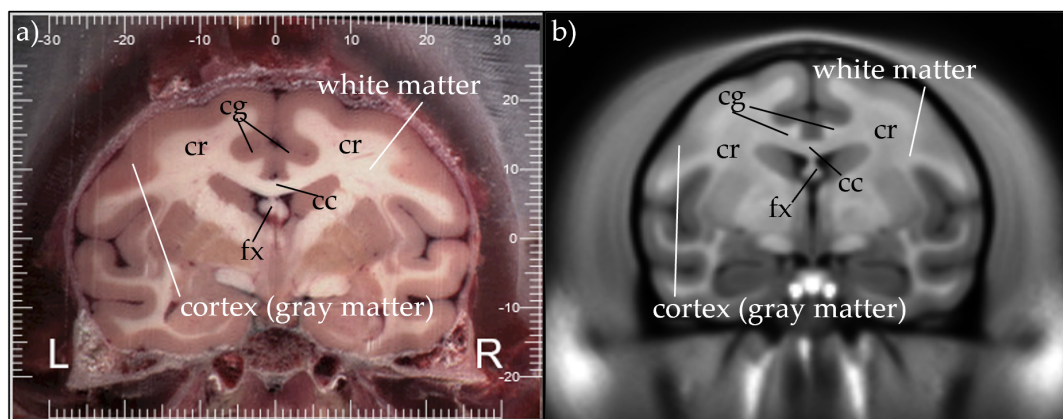 a)
-30 -20 -10 0 10 20 30
20
10
0
-10
-20
white matter
cg
cr
cr
cc
fx
cortex (gray matter)
L
R
b)
white matter
cg
cr
cr
cc
fx
cortex (gray matter)